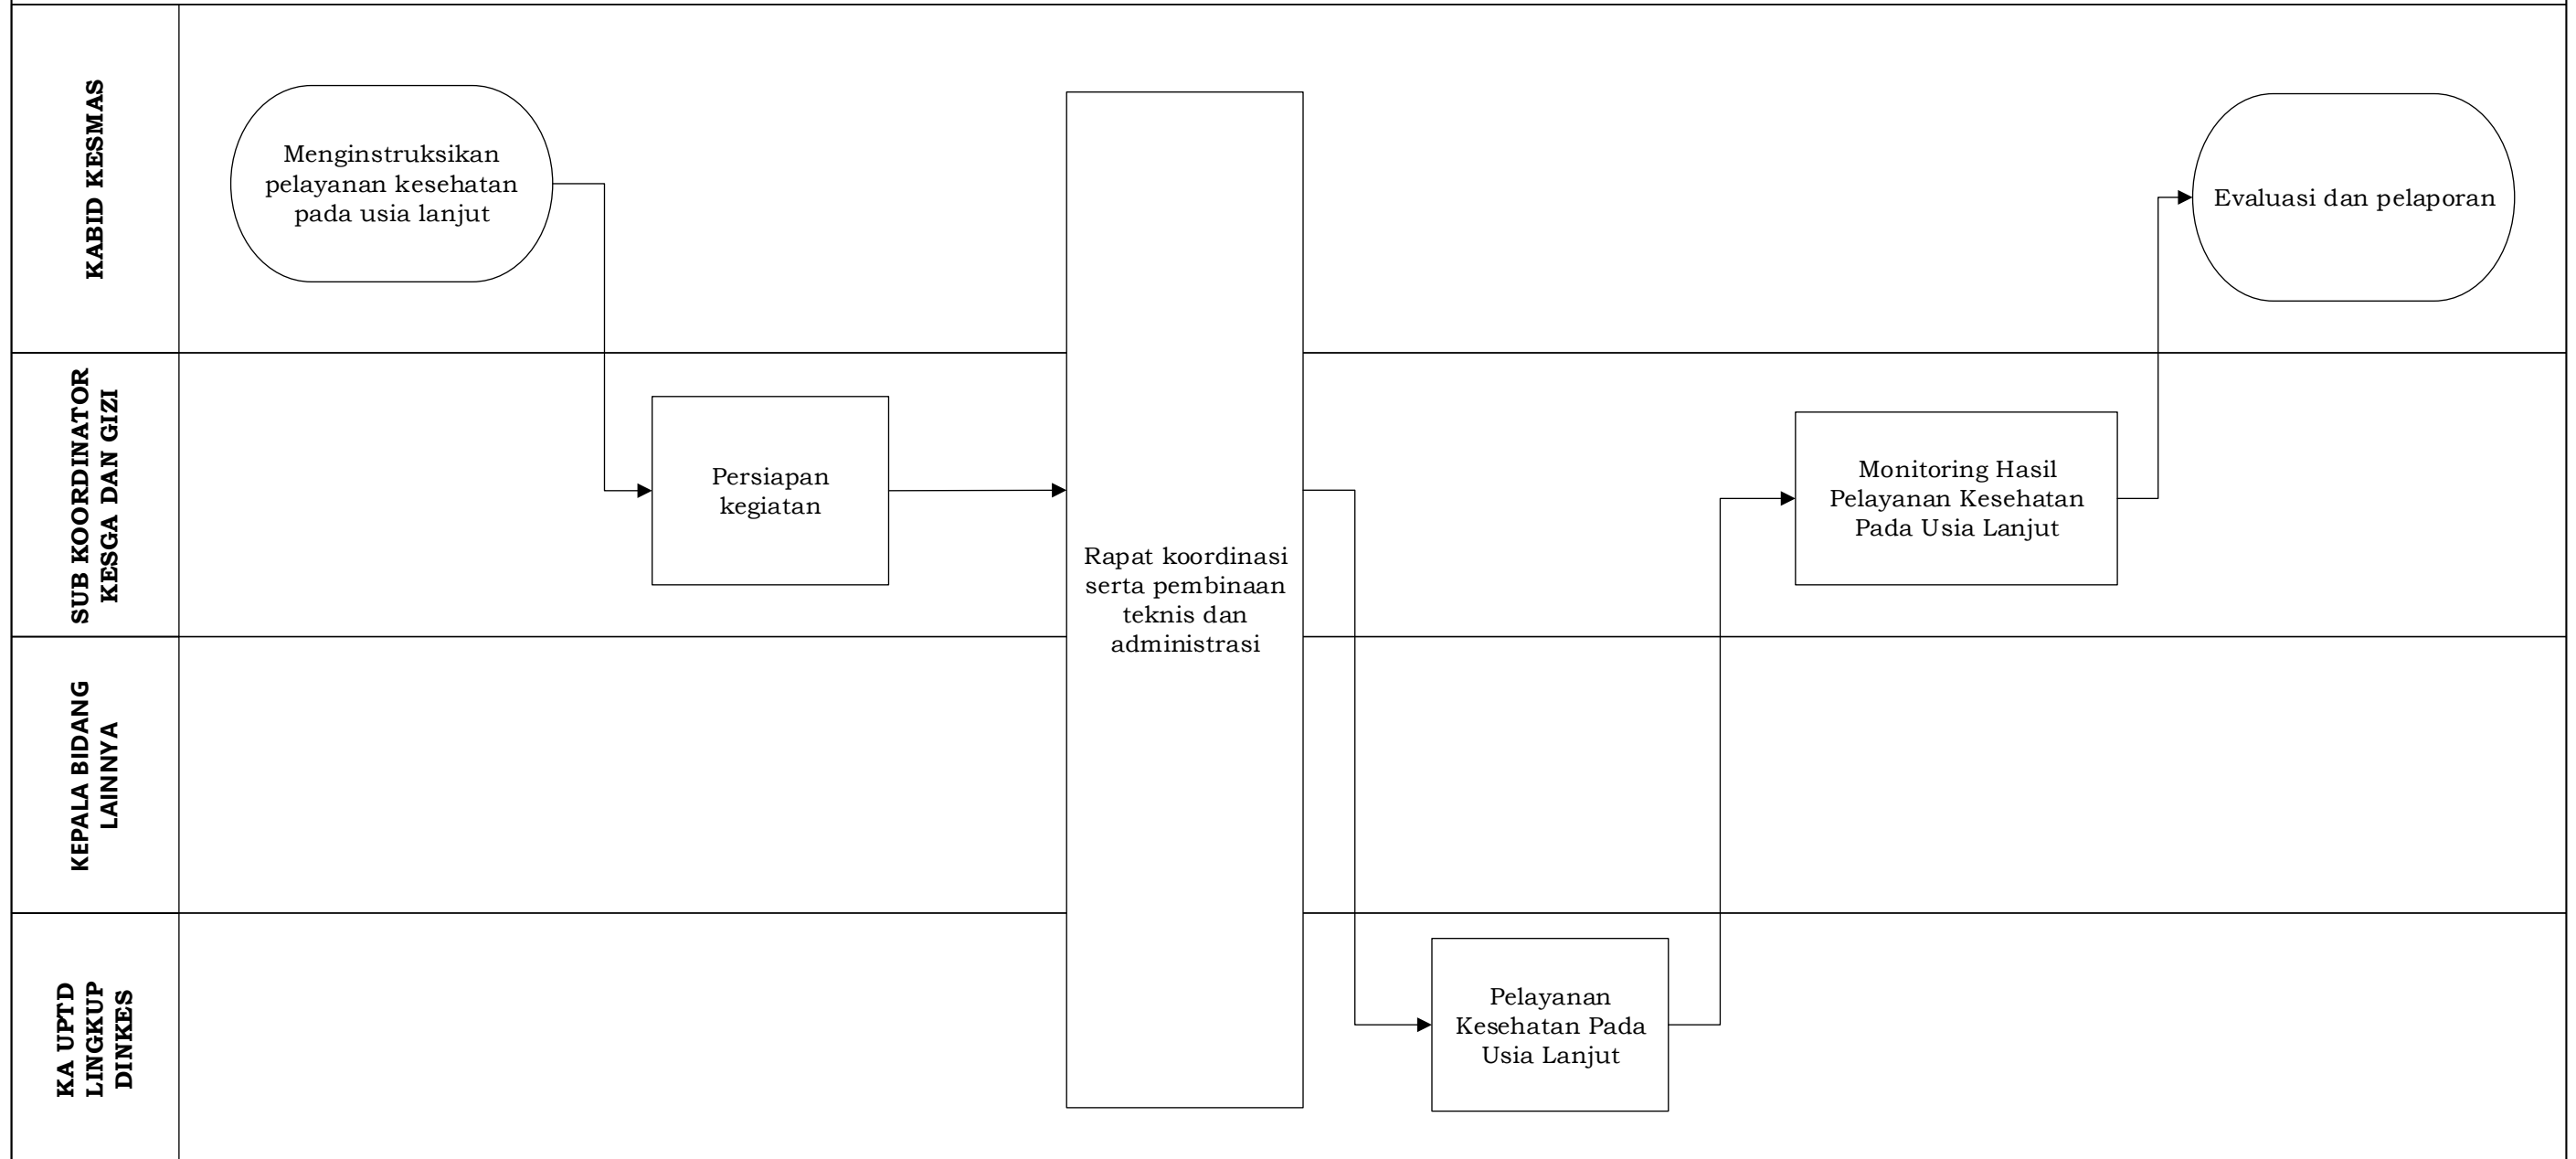 KABID KESMAS
Menginstruksikan
pelayanan kesehatan
pada usia lanjut
Evaluasi dan pelaporan
SUB KOORDINATOR
KESGA DAN GIZI
Persiapan
kegiatan
Rapat koordinasi
serta pembinaan
teknis dan
administrasi
Monitoring Hasil
Pelayanan Kesehatan
Pada Usia Lanjut
KEPALA BIDANG
LAINNYA
KA UPTD
LINGKUP
DINKES
Pelayanan
Kesehatan Pada
Usia Lanjut